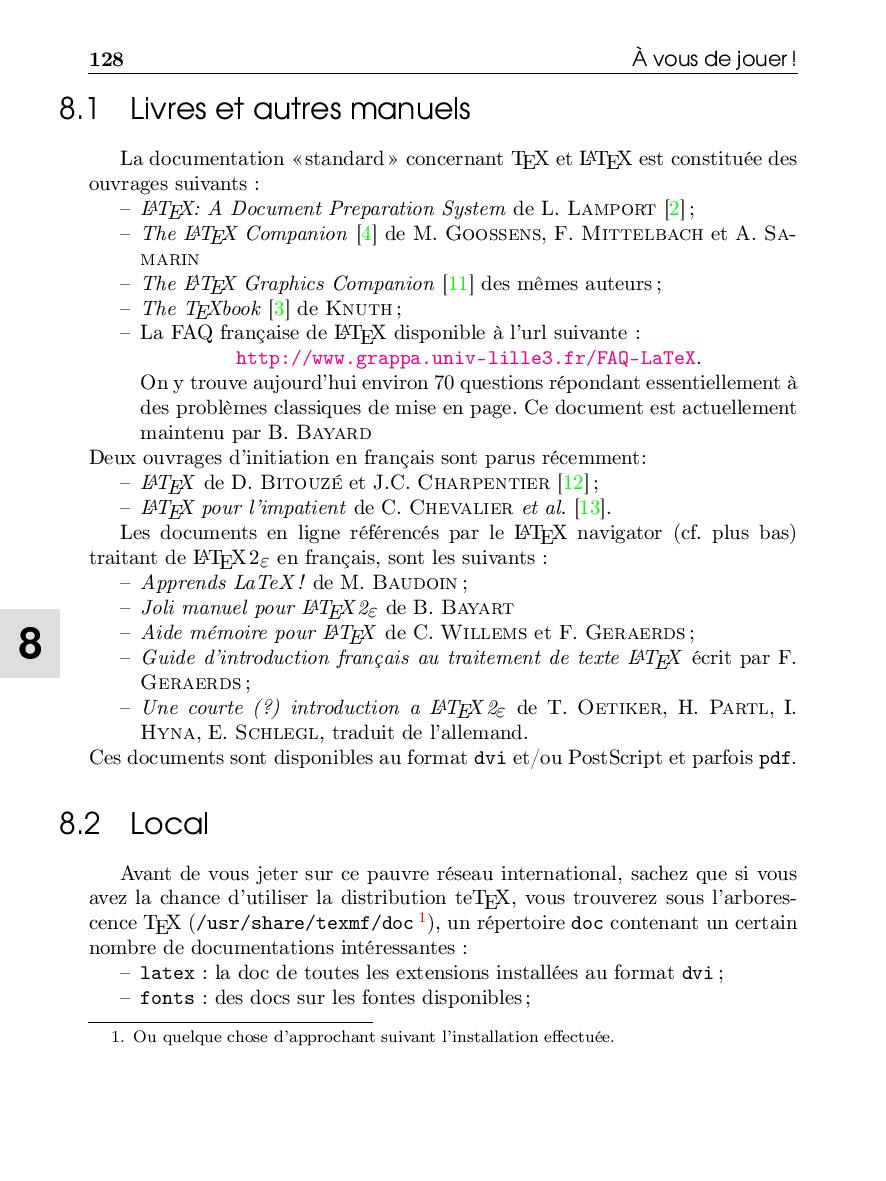 128 À vous de jouer !
8.1 Livres et autres manuels
La documentation « standard » concernant TEX et LATEX est constituée des
ouvrages suivants :
– LATEX: A Document Preparation System de L. LAMPORT [2] ;
– The LATEX Companion [4] de M. GOOSSENS, F. MITTELBACH et A. SA-
MARIN
– The LATEX Graphics Companion [11] des mêmes auteurs ;
– The TEXbook [3] de KNUTH ;
– La FAQ française de LATEX disponible à l'url suivante :
http://www.grappa.univ-lille3.fr/FAQ-LaTeX.
On y trouve aujourd'hui environ 70 questions répondant essentiellement à
des problèmes classiques de mise en page. Ce document est actuellement
maintenu par B. BAYARD
Deux ouvrages d'initiation en français sont parus récemment:
– LATEX de D. BITOUZÉ et J.C. CHARPENTIER [12] ;
– LATEX pour l'impatient de C. CHEVALIER et al. [13].
Les documents en ligne référencés par le LATEX navigator (cf. plus bas)
traitant de LATEX 2ε en français, sont les suivants :
– Apprends LaTeX ! de M. BAUDOIN ;
– Joli manuel pour LATEX 2ε de B. BAYART
– Aide mémoire pour LATEX de C. WILLEMS et F. GERAERDS ;
8
– Guide d'introduction français au traitement de texte LATEX écrit par F.
GERAERDS ;
– Une courte (?) introduction a LATEX 2ε de T. OETIKER, H. PARTL, I.
HYNA, E. SCHLEGL, traduit de l'allemand.
Ces documents sont disponibles au format dvi et/ou PostScript et parfois pdf.
8.2 Local
Avant de vous jeter sur ce pauvre réseau international, sachez que si vous
avez la chance d'utiliser la distribution teTEX, vous trouverez sous l'arbores-
cence TEX (/usr/share/texmf/doc 1), un répertoire doc contenant un certain
nombre de documentations intéressantes :
– latex : la doc de toutes les extensions installées au format dvi ;
– fonts : des docs sur les fontes disponibles ;
1. Ou quelque chose d'approchant suivant l'installation effectuée.